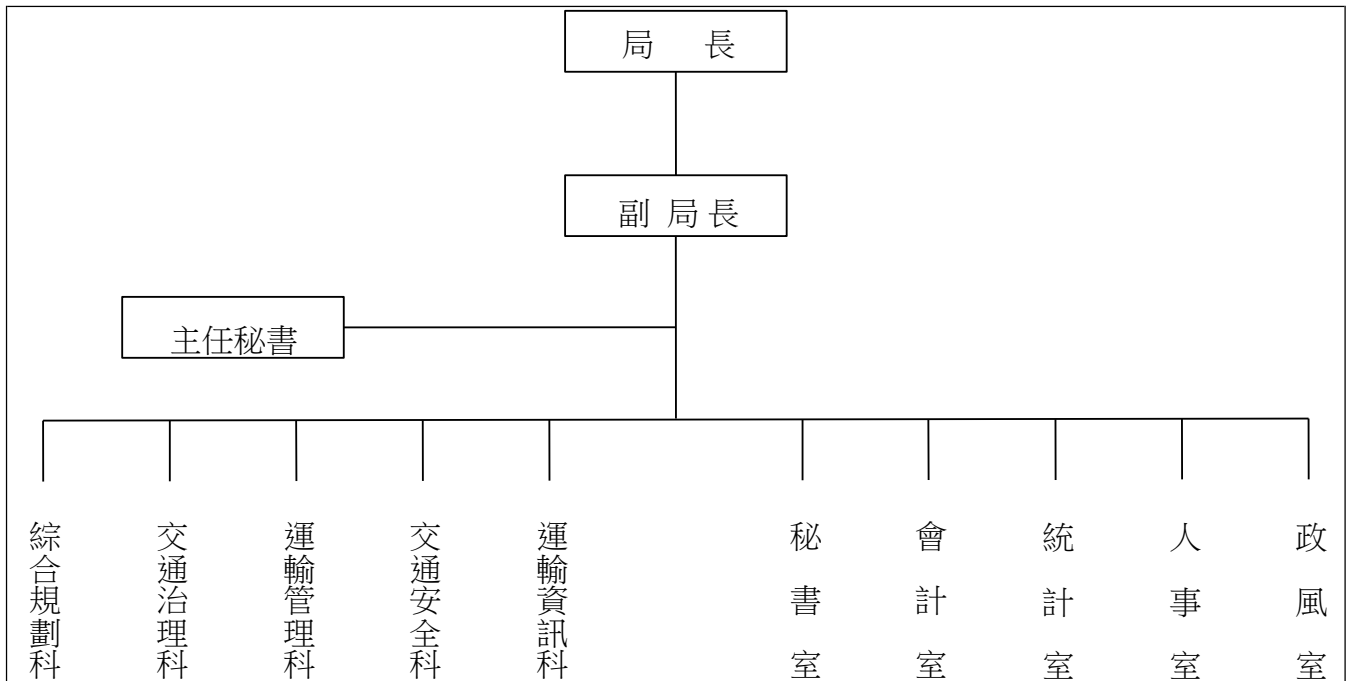 局 長
副 局 長
主任秘書
綜合規劃科
交通治理科
運輸管理科
交通安全科
運輸資訊科
秘書室
會計室
統計室
人事室
政風室